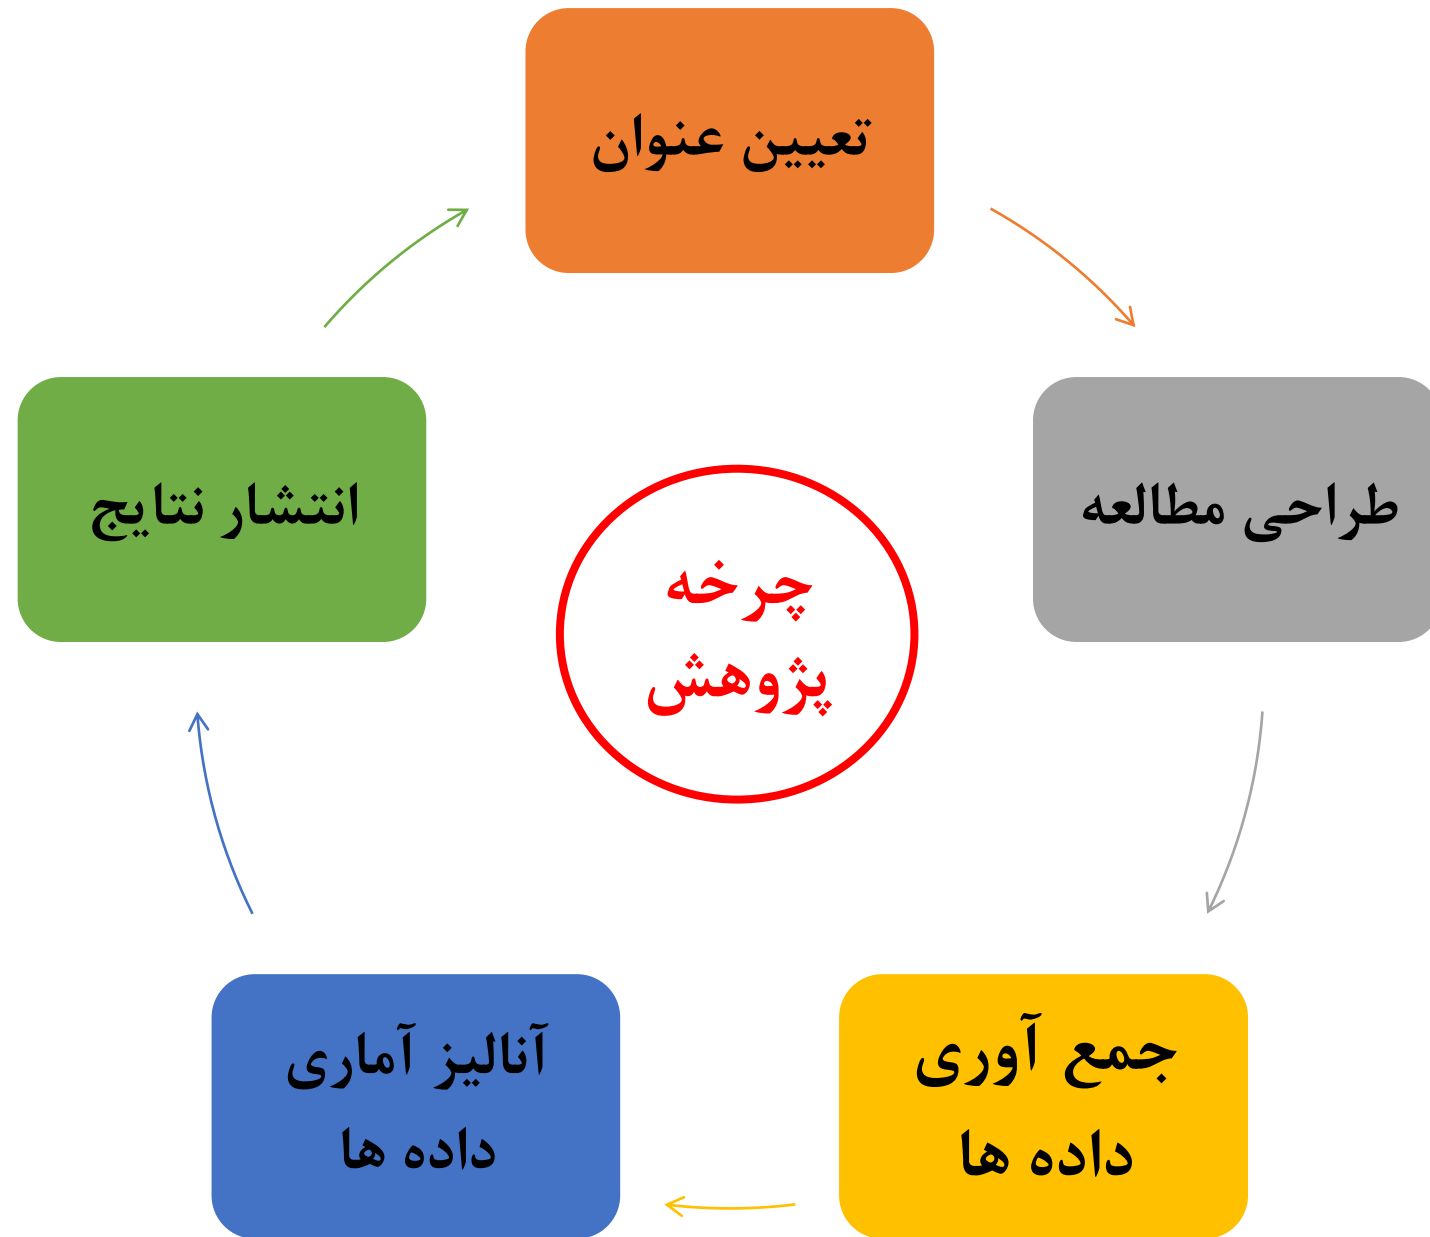 تعیین عنوان
طراحی مطالعه
جمع آوری
داده ها
آنالیز آماری
داده ها
انتشار نتایج
چرخه
پژوهش